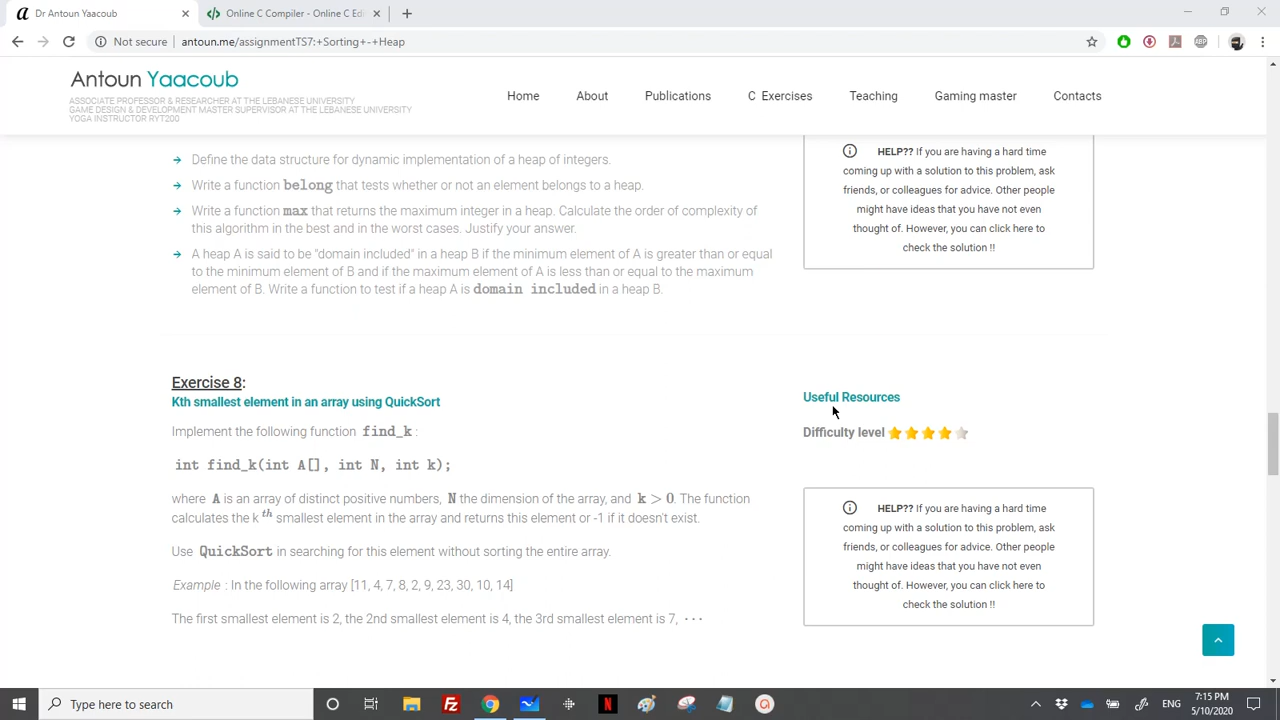 Dr Antoun Yaacoub
Online C Compiler - Online C Edi
Not secure
antoun.me/assignmentTS7:+Sorting+-+Heap
Antoun Yaacoub
ASSOCIATE PROFESSOR & RESEARCHER AT THE LEBANESE UNIVERSITY
GAME DESIGN & DEVELOPMENT MASTER SUPERVISOR AT THE LEBANESE UNIVERSITY
YOGA INSTRUCTOR RYT200
Home
About
Publications
C Exercises
Teaching
Gaming master
Contacts
Define the data structure for dynamic implementation of a heap of integers.
Write a function belong that tests whether or not an element belongs to a heap.
Write a function max that returns the maximum integer in a heap. Calculate the order of complexity of
this algorithm in the best and in the worst cases. Justify your answer.
A heap A is said to be "domain included" in a heap B if the minimum element of A is greater than or equal
to the minimum element of B and if the maximum element of A is less than or equal to the maximum
element of B. Write a function to test if a heap A is domain included in a heap B.
HELP?? If you are having a hard time
coming up with a solution to this problem, ask
friends, or colleagues for advice. Other people
might have ideas that you have not even
thought of. However, you can click here to
check the solution !!
Exercise 8:
Kth smallest element in an array using QuickSort
Implement the following function find_k :
int find_k(int A[], int N, int k);
where A is an array of distinct positive numbers, N the dimension of the array, and k > 0. The function
calculates the k th smallest element in the array and returns this element or -1 if it doesn't exist.
Use QuickSort in searching for this element without sorting the entire array.
Example : In the following array [11, 4, 7, 8, 2, 9, 23, 30, 10, 14]
The first smallest element is 2, the 2nd smallest element is 4, the 3rd smallest element is 7, ⋯
Useful Resources
Difficulty level
HELP?? If you are having a hard time
coming up with a solution to this problem, ask
friends, or colleagues for advice. Other people
might have ideas that you have not even
thought of. However, you can click here to
check the solution !!
Type here to search
ENG
7:15 PM
5/10/2020